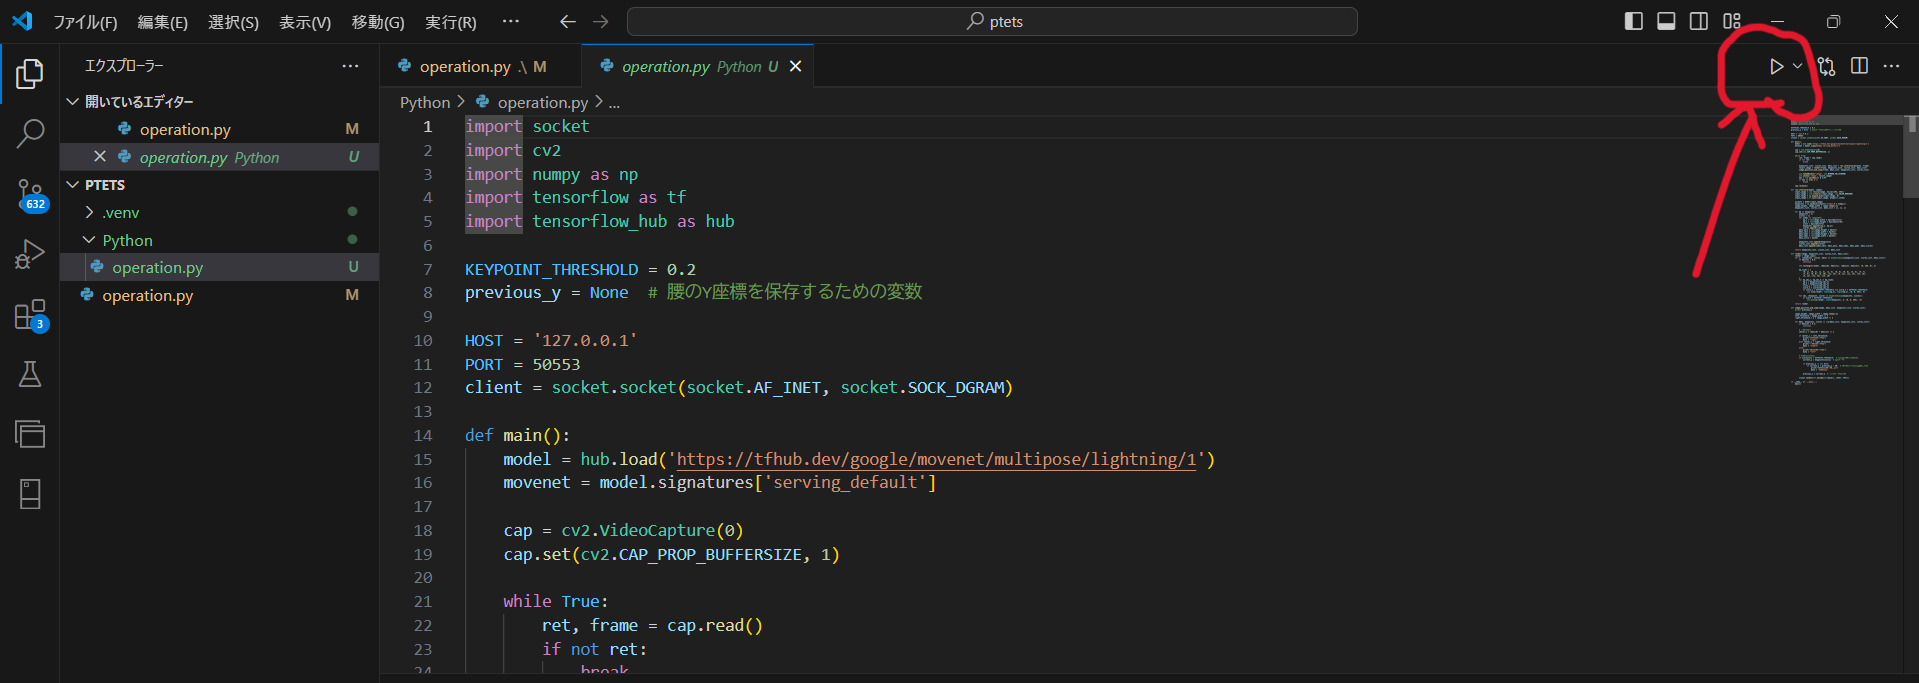 ファイル(F) 編集(E) 選択(S) 表示(V) 移動(G) 実行(R) ··· ptets
エクスプローラー ···
開いているエディター
operation.py M
operation.py Python U
PTETS
.venv
Python
operation.py U
operation.py M
632
3
operation.py .\ M
operation.py Python U
Python > operation.py > ...
1 import socket
2 import cv2
3 import numpy as np
4 import tensorflow as tf
5 import tensorflow_hub as hub
6
7 KEYPOINT_THRESHOLD = 0.2
8 previous_y = None # 腰のY座標を保存するための変数
9
10 HOST = '127.0.0.1'
11 PORT = 50553
12 client = socket.socket(socket.AF_INET, socket.SOCK_DGRAM)
13
14 def main():
15 model = hub.load('https://tfhub.dev/google/movenet/multipose/lightning/1')
16 movenet = model.signatures['serving_default']
17
18 cap = cv2.VideoCapture(0)
19 cap.set(cv2.CAP_PROP_BUFFERSIZE, 1)
20
21 while True:
22 ret, frame = cap.read()
23 if not ret:
24 break